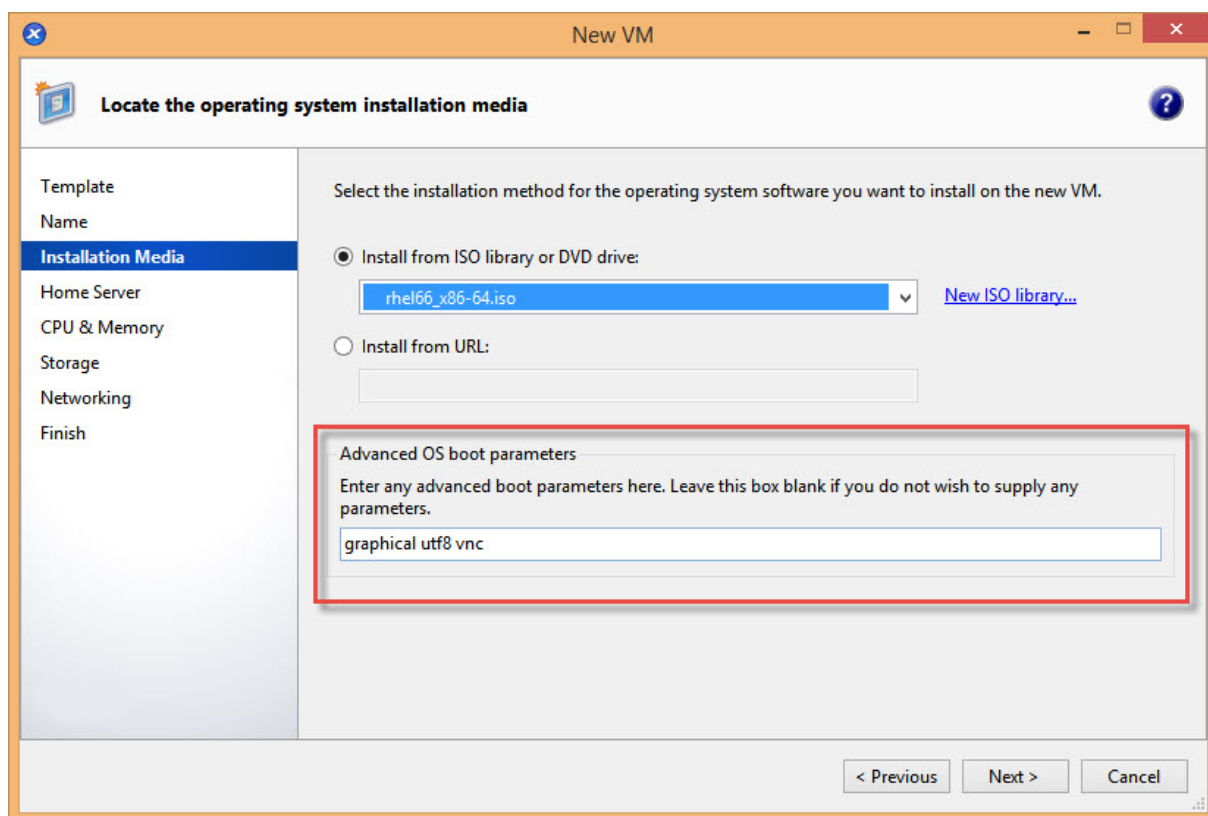 New VM
Locate the operating system installation media
Template
Name
Installation Media
Home Server
CPU & Memory
Storage
Networking
Finish
Select the installation method for the operating system software you want to install on the new VM.
Install from ISO library or DVD drive:
rhel66_x86-64.iso
New ISO library...
Install from URL:
Advanced OS boot parameters
Enter any advanced boot parameters here. Leave this box blank if you do not wish to supply any
parameters.
graphical utf8 vnc
< Previous
Next >
Cancel